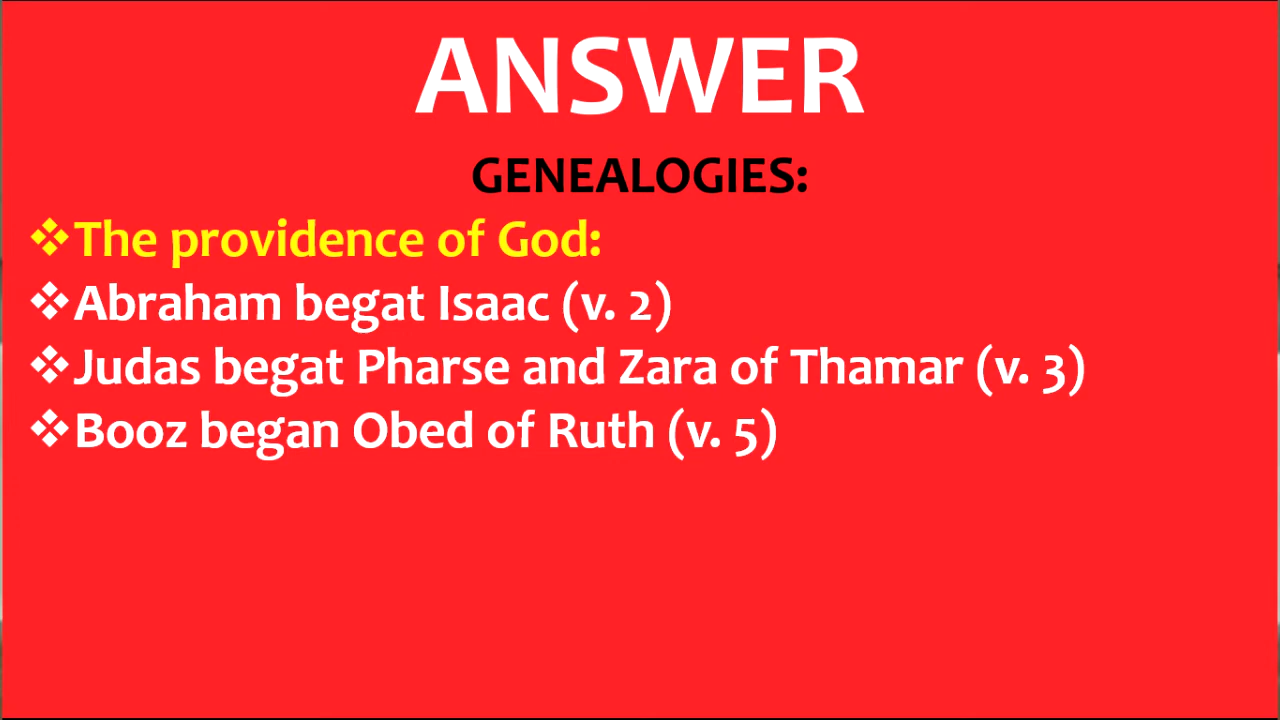 ANSWER
GENEALOGIES:
❖The providence of God:
❖Abraham begat Isaac (v. 2)
❖Judas begat Pharse and Zara of Thamar (v. 3)
❖Booz began Obed of Ruth (v. 5)